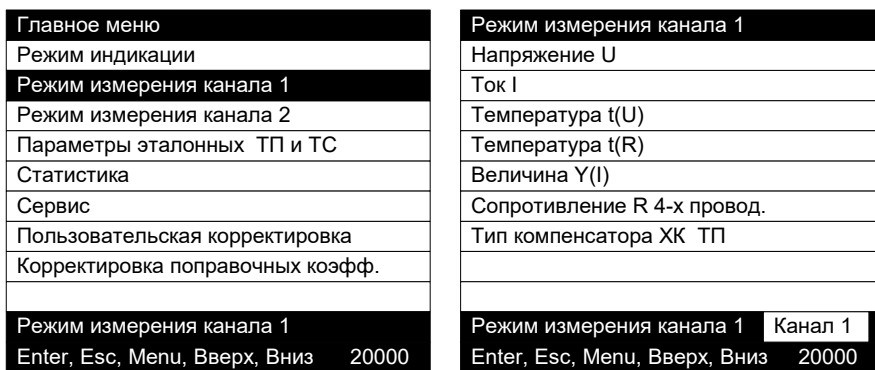 Главное меню
Режим индикации
Режим измерения канала 1
Режим измерения канала 2
Параметры эталонных ТП и ТС
Статистика
Сервис
Пользовательская корректировка
Корректировка поправочных коэфф.
Режим измерения канала 1
Enter, Esc, Menu, Вверх, Вниз 20000
Режим измерения канала 1
Напряжение U
Ток I
Температура t(U)
Температура t(R)
Величина Y(I)
Сопротивление R 4-х провод.
Тип компенсатора ХК ТП
Режим измерения канала 1 Канал 1
Enter, Esc, Menu, Вверх, Вниз 20000